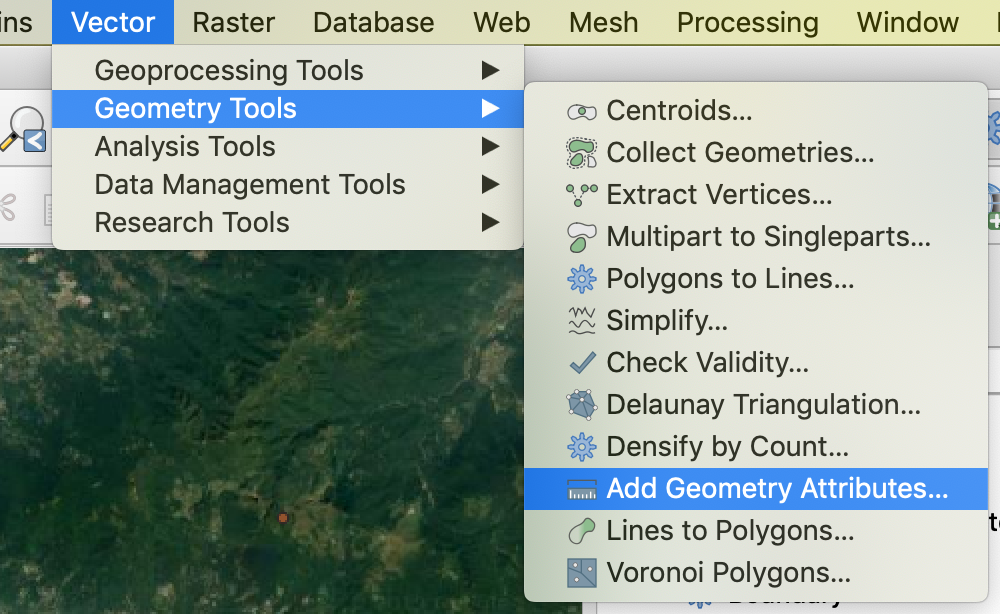 ins Vector Raster Database Web Mesh Processing Window
Geoprocessing Tools
Geometry Tools
Analysis Tools
Data Management Tools
Research Tools
Centroids...
Collect Geometries...
Extract Vertices...
Multipart to Singleparts...
Polygons to Lines...
Simplify...
Check Validity...
Delaunay Triangulation...
Densify by Count...
Add Geometry Attributes...
Lines to Polygons...
Voronoi Polygons...